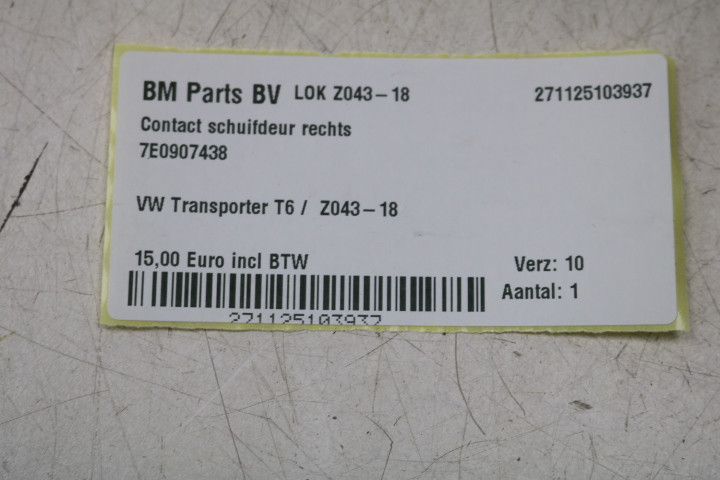 BM Parts BV LOK Z043-18 271125103937
Contact schuifdeur rechts
7E0907438
VW Transporter T6 / Z043-18
15,00 Euro incl BTW Verz: 10
Aantal: 1
271125103937